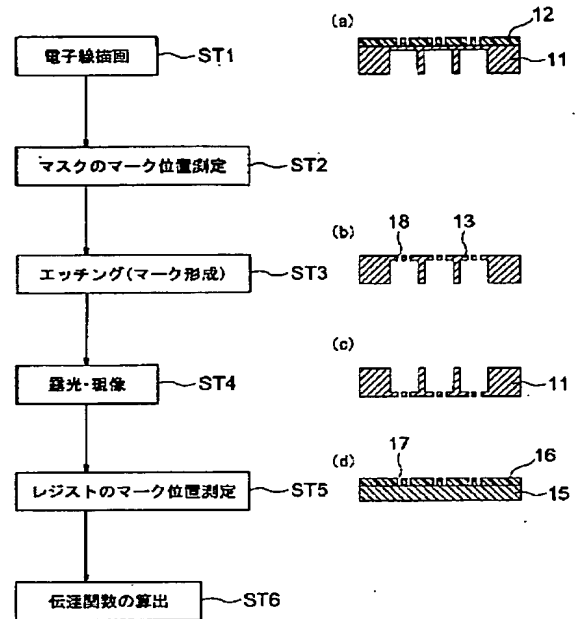 電子線描画
ST1
マスクのマーク位置測定
ST2
エッチング(マーク形成)
ST3
露光・現像
ST4
レジストのマーク位置測定
ST5
伝達関数の算出
ST6
(a)
12
11
(b)
18
13
(c)
11
(d)
17
16
15